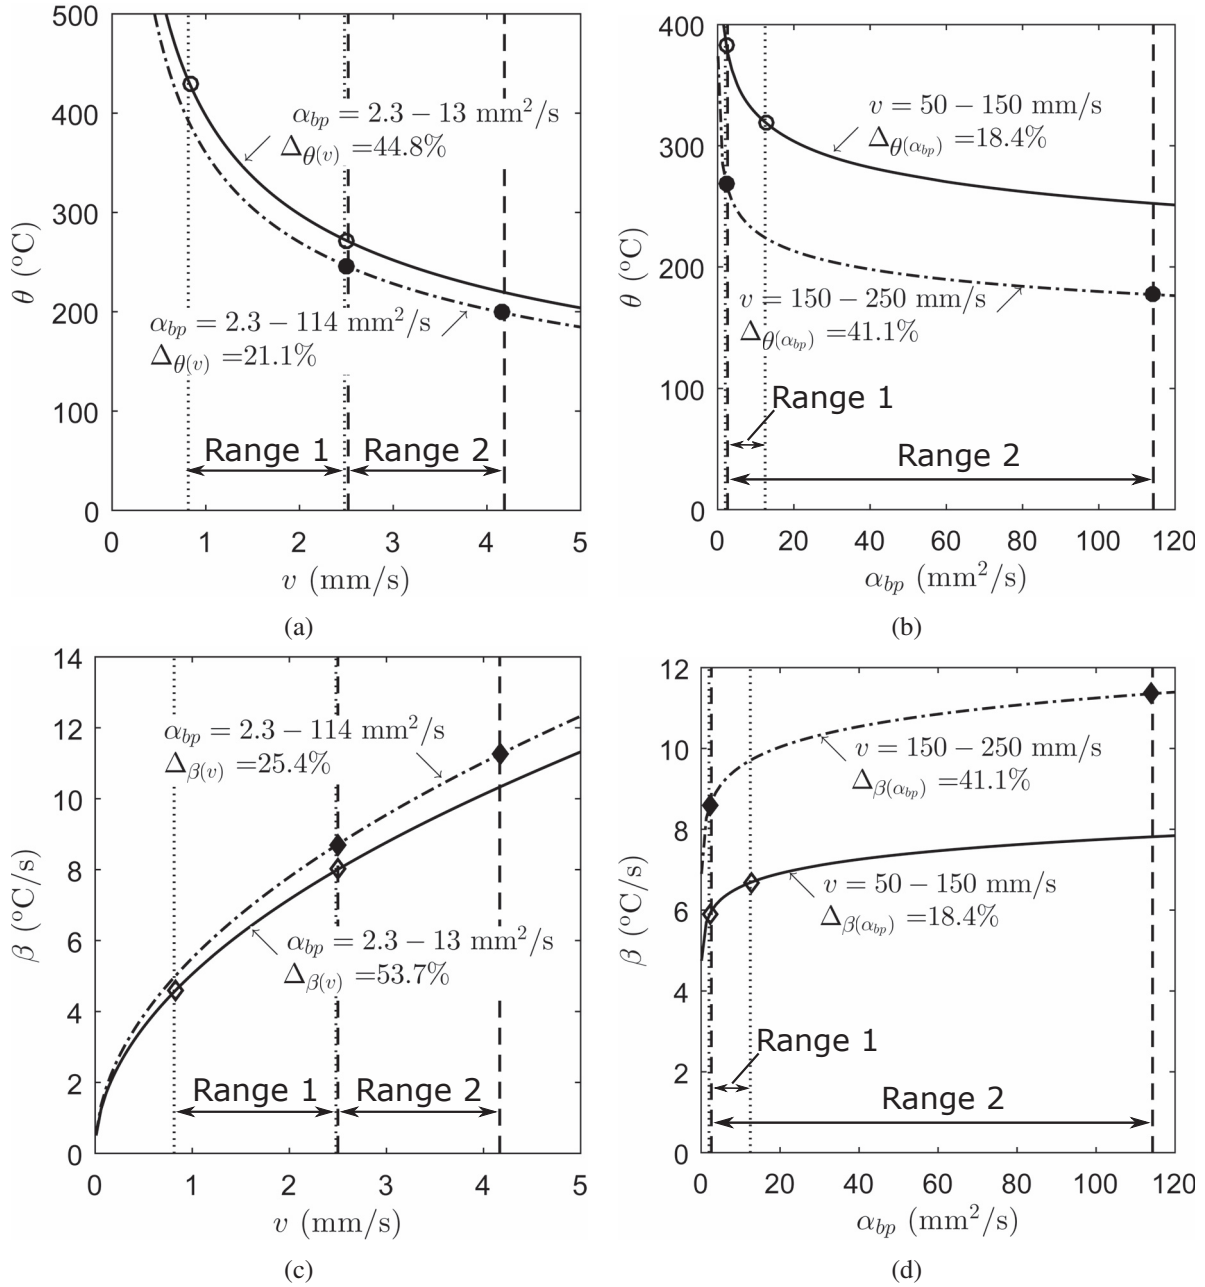 500
400
300
200
100
0
θ (°C)
α_bp = 2.3 − 13 mm²/s
Δ_θ(v) =44.8%
α_bp = 2.3 − 114 mm²/s
Δ_θ(v) =21.1%
Range 1
Range 2
0 1 2 3 4 5
v (mm/s)
(a)
400
300
200
100
0
θ (°C)
v = 50 − 150 mm/s
Δ_θ(α_bp) =18.4%
v = 150 − 250 mm/s
Δ_θ(α_bp) =41.1%
Range 1
Range 2
0 20 40 60 80 100 120
α_bp (mm²/s)
(b)
14
12
10
8
6
4
2
0
β (°C/s)
α_bp = 2.3 − 114 mm²/s
Δ_β(v) =25.4%
α_bp = 2.3 − 13 mm²/s
Δ_β(v) =53.7%
Range 1
Range 2
0 1 2 3 4 5
v (mm/s)
(c)
12
10
8
6
4
2
0
β (°C/s)
v = 150 − 250 mm/s
Δ_β(α_bp) =41.1%
v = 50 − 150 mm/s
Δ_β(α_bp) =18.4%
Range 1
Range 2
0 20 40 60 80 100 120
α_bp (mm²/s)
(d)